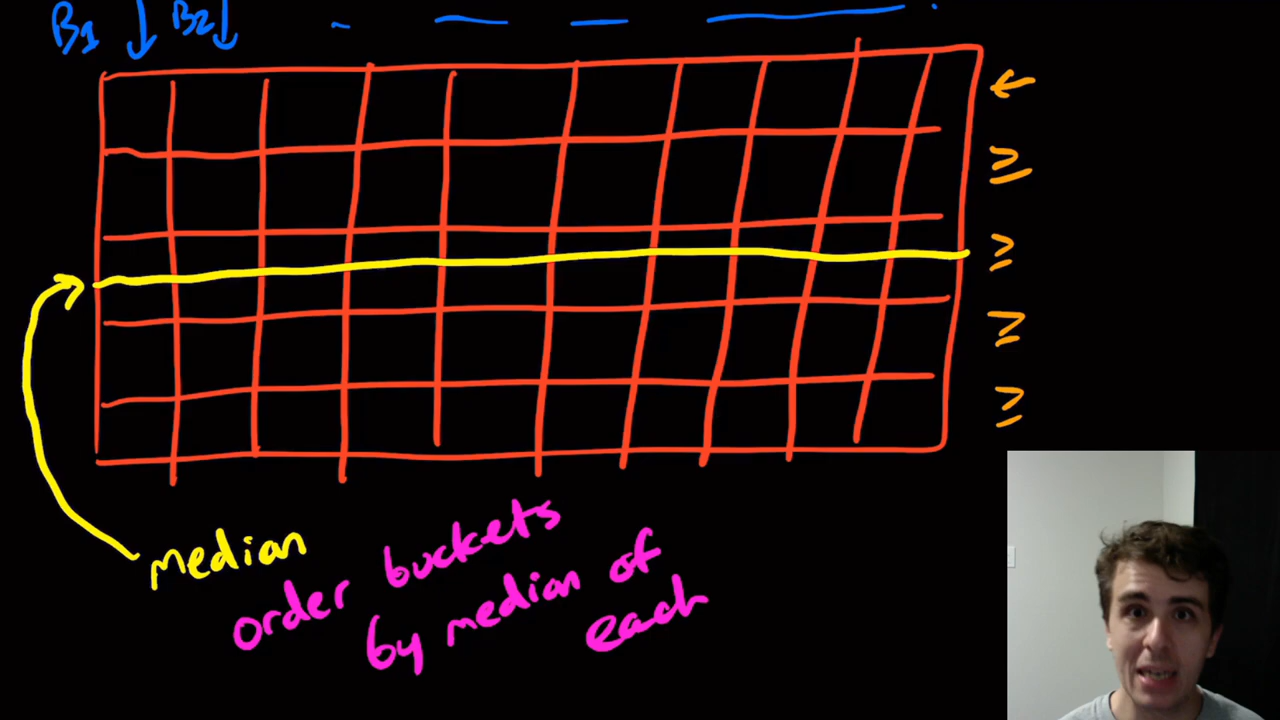 B1 ↓ B2 ↓
←
≥
≥
≥
≥
median
order buckets
by median of
each